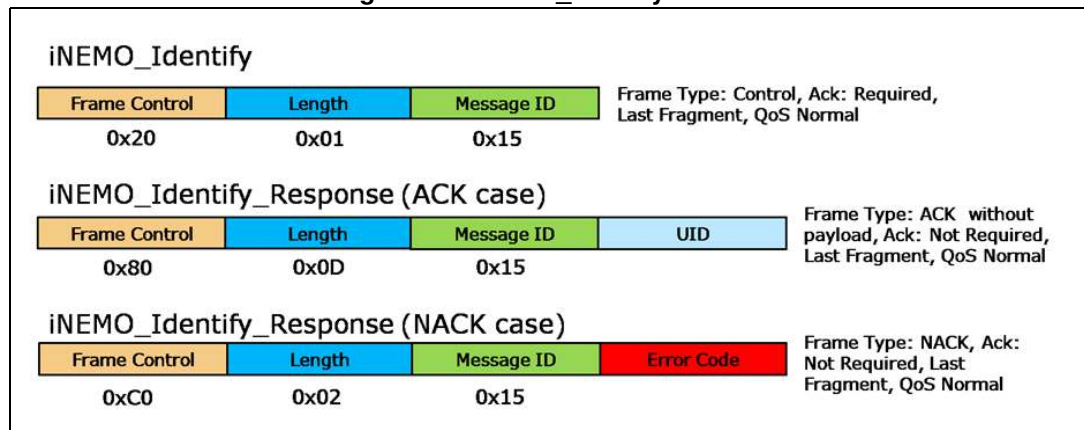 iNEMO_Identify
Frame Control Length Message ID
0x20 0x01 0x15
Frame Type: Control, Ack: Required,
Last Fragment, QoS Normal
iNEMO_Identify_Response (ACK case)
Frame Control Length Message ID UID
0x80 0x0D 0x15
Frame Type: ACK without
payload, Ack: Not Required,
Last Fragment, QoS Normal
iNEMO_Identify_Response (NACK case)
Frame Control Length Message ID Error Code
0xC0 0x02 0x15
Frame Type: NACK, Ack:
Not Required, Last
Fragment, QoS Normal